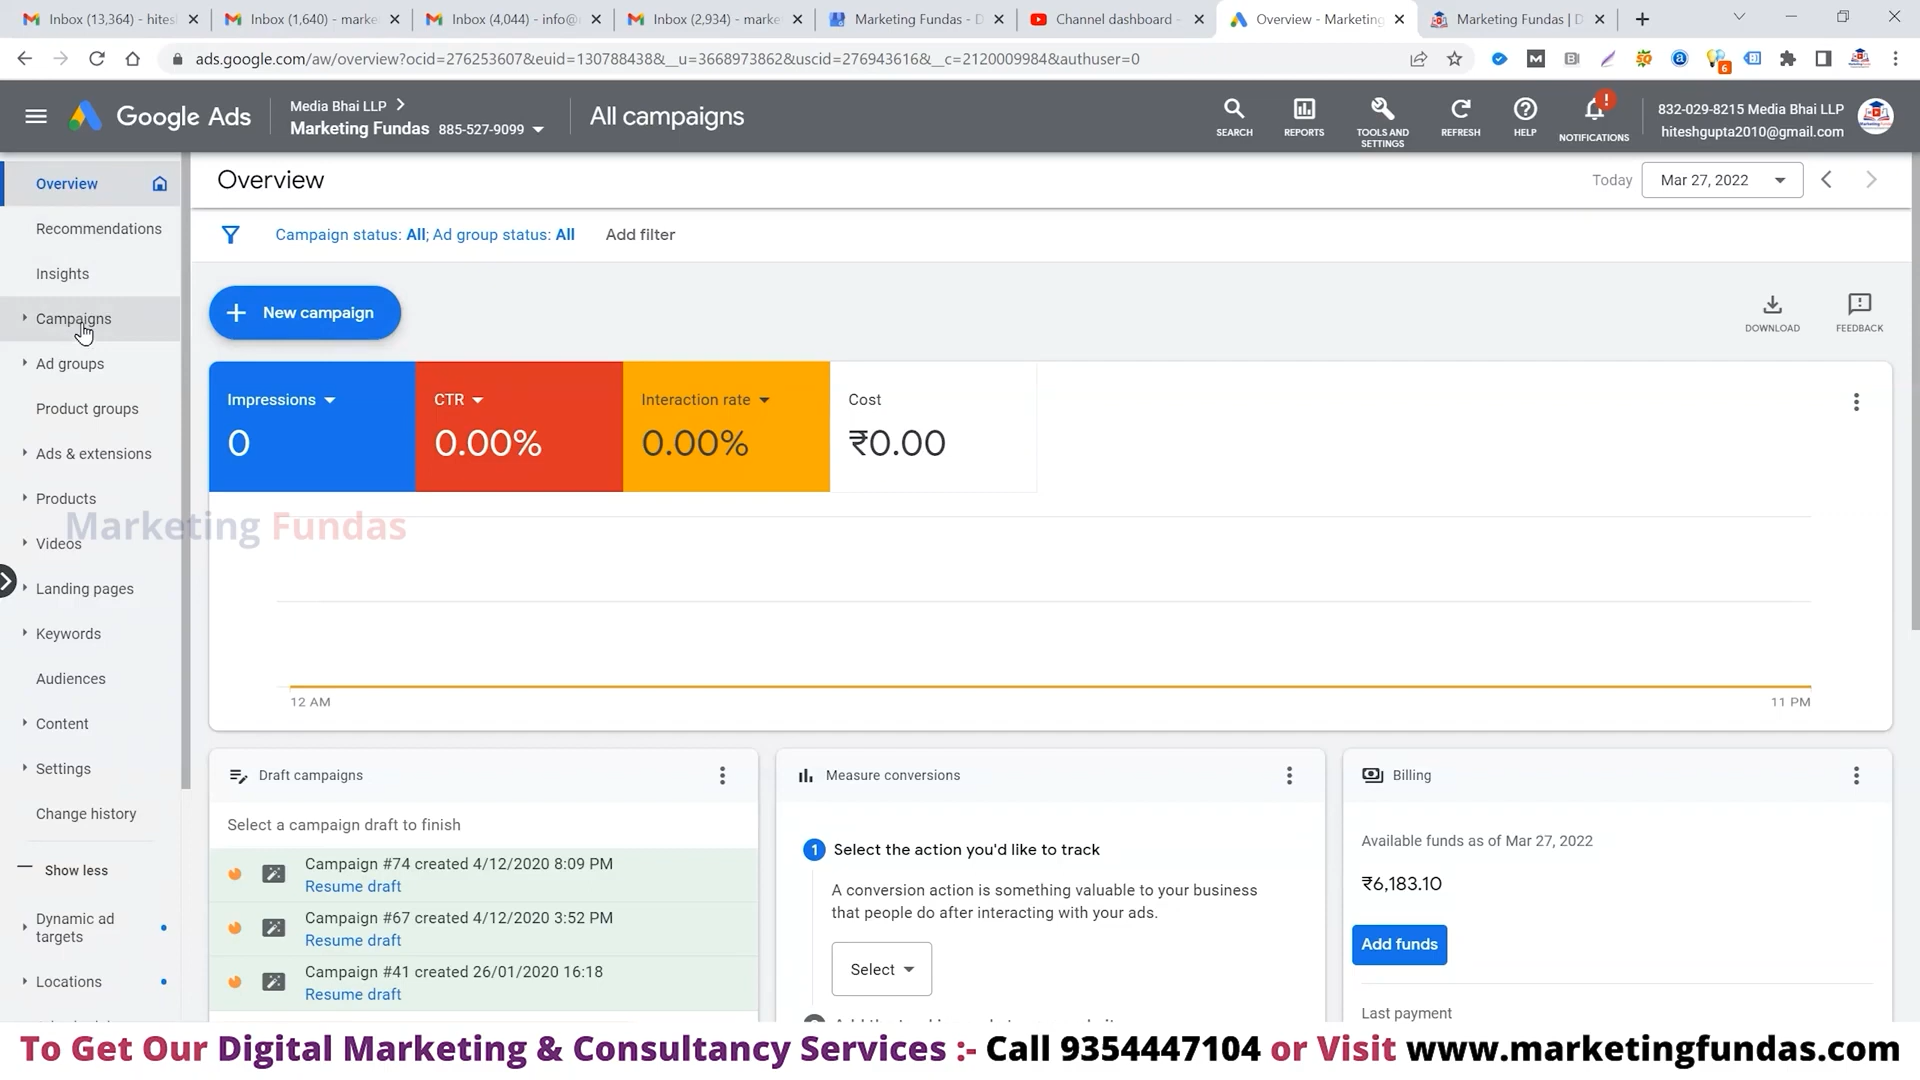 Inbox (13,364) - hites
Inbox (1,640) - marke
Inbox (4,044) - info@
Inbox (2,934) - marke
Marketing Fundas - D
Channel dashboard -
Overview - Marketing
Marketing Fundas | D
ads.google.com/aw/overview?ocid=276253607&euid=130788438&__u=3668973862&uscid=276943616&__c=2120009984&authuser=0
6
Google Ads
Media Bhai LLP
Marketing Fundas 885-527-9099
All campaigns
SEARCH
REPORTS
TOOLS AND
SETTINGS
REFRESH
HELP
!
NOTIFICATIONS
832-029-8215 Media Bhai LLP
hiteshgupta2010@gmail.com
Overview
Recommendations
Insights
Campaigns
Ad groups
Product groups
Ads & extensions
Products
Videos
Landing pages
Keywords
Audiences
Content
Settings
Change history
Show less
Dynamic ad
targets
Locations
Marketing Fundas
Overview
Today
Mar 27, 2022
Campaign status: All; Ad group status: All
Add filter
New campaign
DOWNLOAD
FEEDBACK
Impressions
0
CTR
0.00%
Interaction rate
0.00%
Cost
₹0.00
12 AM
11 PM
Draft campaigns
Select a campaign draft to finish
Campaign #74 created 4/12/2020 8:09 PM
Resume draft
Campaign #67 created 4/12/2020 3:52 PM
Resume draft
Campaign #41 created 26/01/2020 16:18
Resume draft
Measure conversions
1 Select the action you'd like to track
A conversion action is something valuable to your business
that people do after interacting with your ads.
Select
Billing
Available funds as of Mar 27, 2022
₹6,183.10
Add funds
Last payment
To Get Our Digital Marketing & Consultancy Services :- Call 9354447104 or Visit www.marketingfundas.com